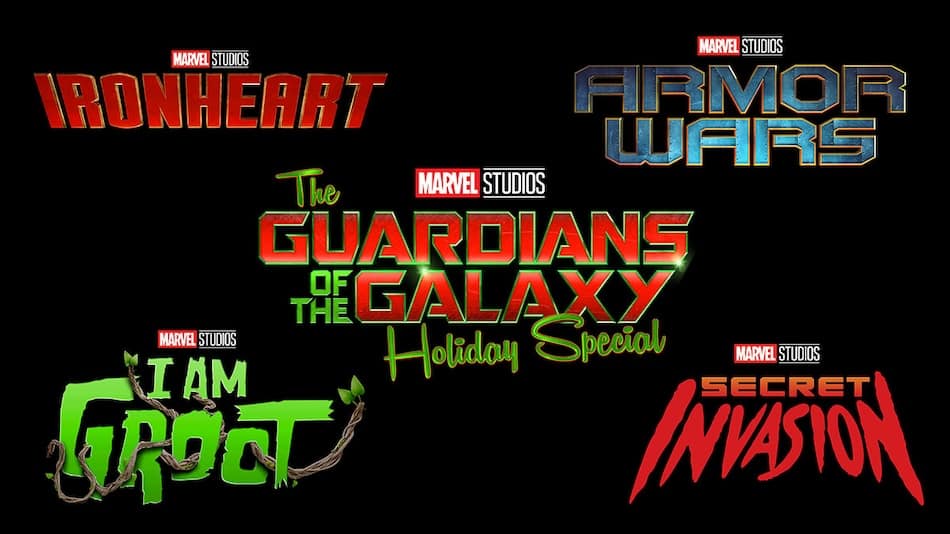 MARVEL STUDIOS
IRONHEART
MARVEL STUDIOS
ARMOR
WARS
MARVEL STUDIOS
The
GUARDIANS
OF THE GALAXY
Holiday Special
MARVEL STUDIOS
I AM
GROOT
MARVEL STUDIOS
SECRET
INVASION